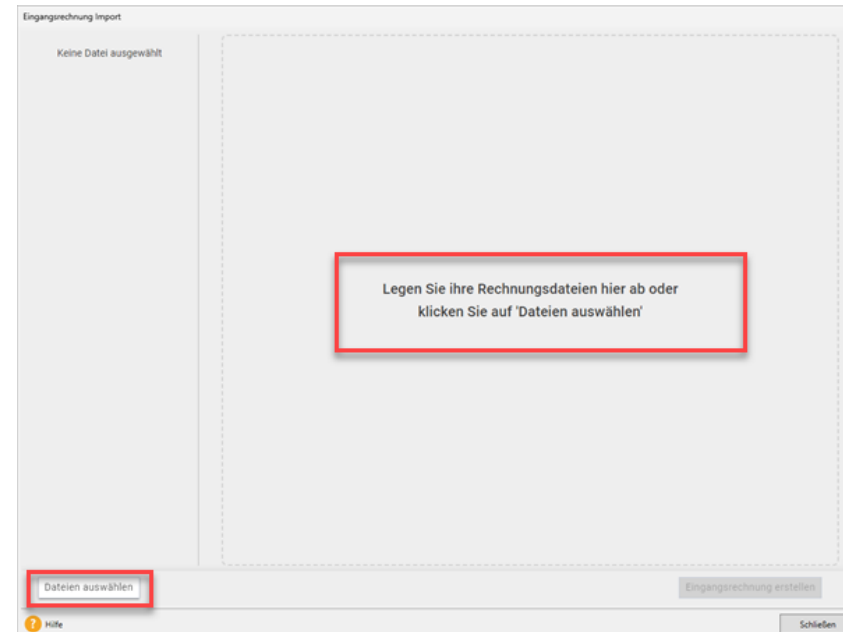 Eingangsrechnung Import
Keine Datei ausgewählt
Legen Sie ihre Rechnungsdateien hier ab oder
klicken Sie auf 'Dateien auswählen'
Dateien auswählen
Eingangsrechnung erstellen
? Hilfe
Schließen